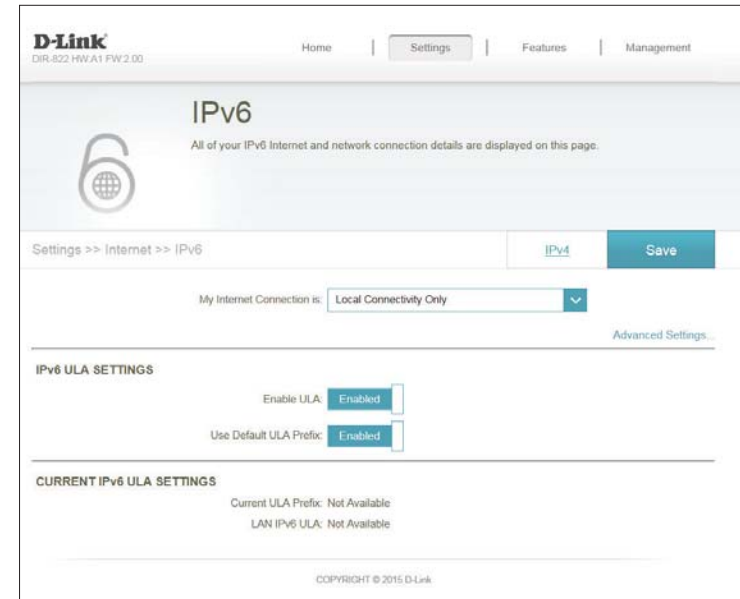 D-Link
DIR-822 HW:A1 FW:2.00
Home | Settings | Features | Management
IPv6
All of your IPv6 Internet and network connection details are displayed on this page.
Settings >> Internet >> IPv6
IPv4
Save
My Internet Connection is: Local Connectivity Only
Advanced Settings...
IPv6 ULA SETTINGS
Enable ULA: Enabled
Use Default ULA Prefix: Enabled
CURRENT IPv6 ULA SETTINGS
Current ULA Prefix: Not Available
LAN IPv6 ULA: Not Available
COPYRIGHT © 2015 D-Link